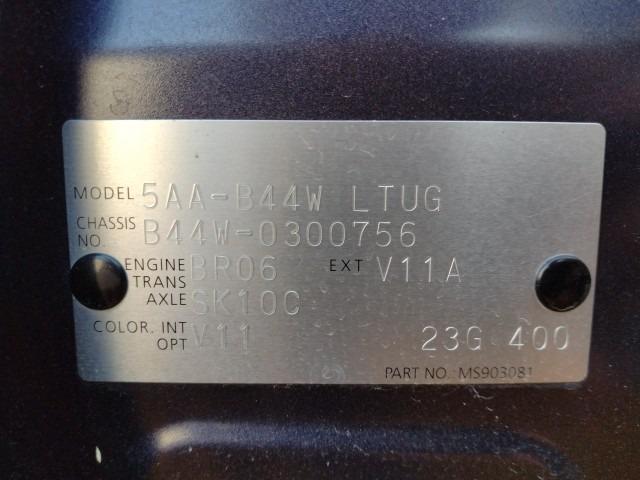 MODEL 5AA-B44W LTUG
CHASSIS NO. B44W-0300756
ENGINE BR06 EXT V11A
TRANS AXLE SK10C
COLOR. INT OPT V11 23G 400
PART NO. MS903081